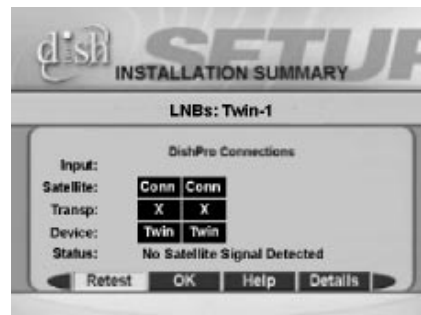 dish
SETUP
INSTALLATION SUMMARY
LNBs: Twin-1
DishPro Connections
Input:
Satellite: Conn Conn
Transp: X X
Device: Twin Twin
Status: No Satellite Signal Detected
Retest OK Help Details